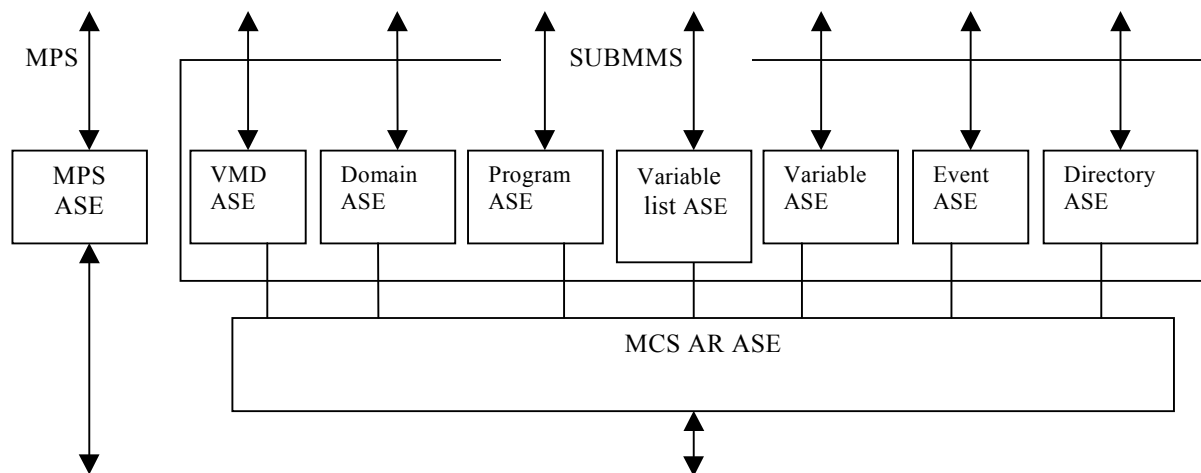 MPS
SUBMMS
MPS
ASE
VMD
ASE
Domain
ASE
Program
ASE
Variable
list ASE
Variable
ASE
Event
ASE
Directory
ASE
MCS AR ASE